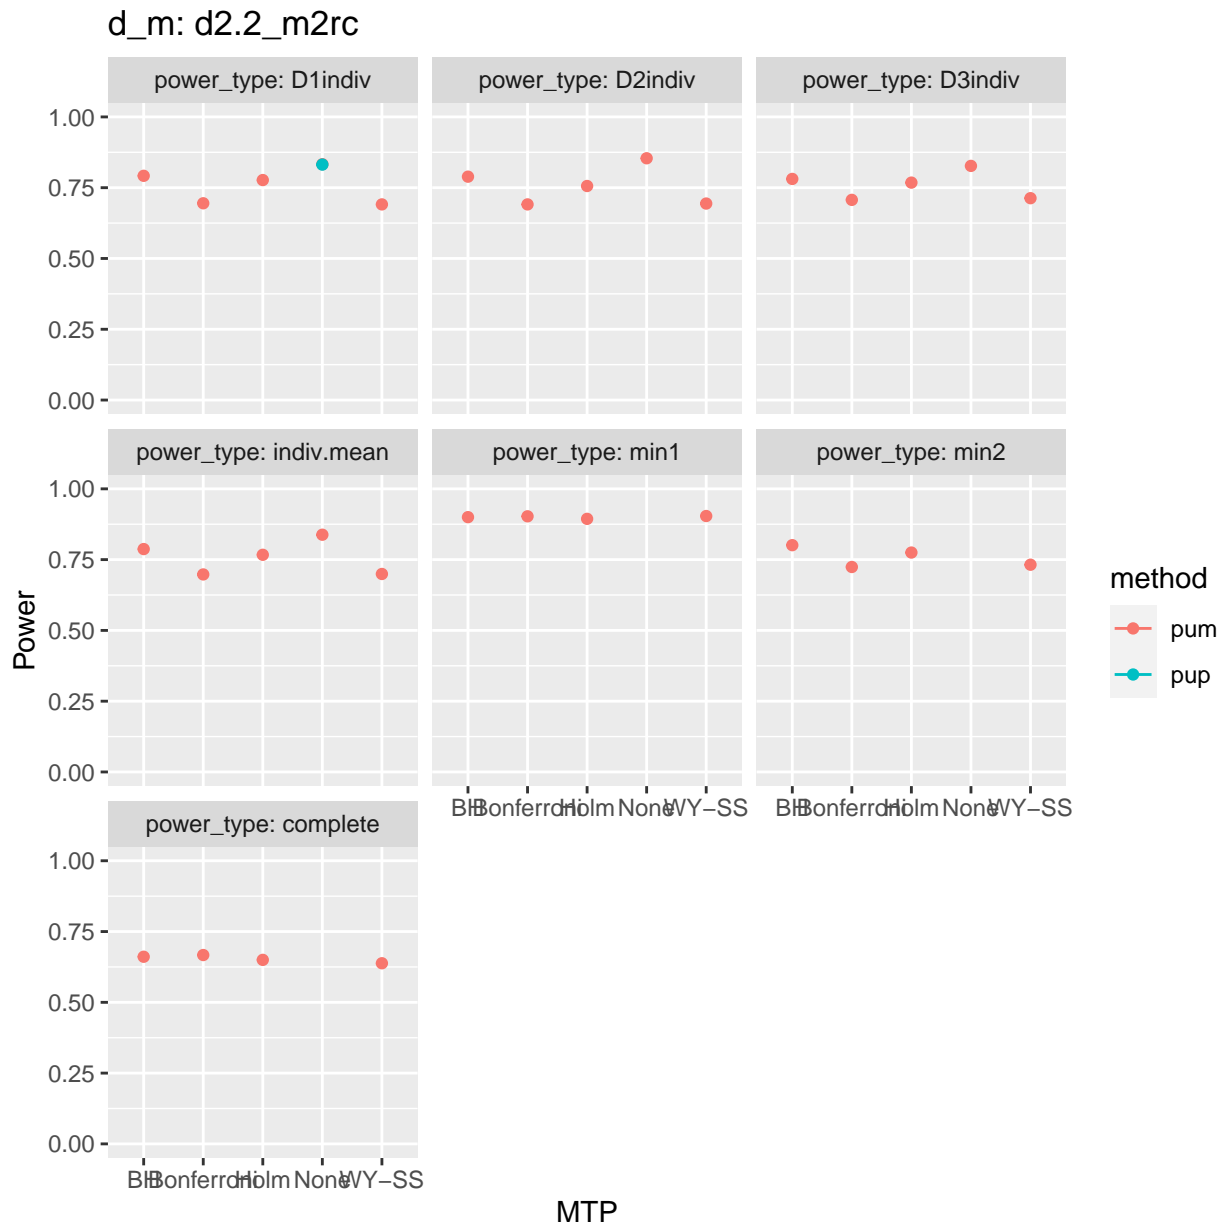 d_m: d2.2_m2rc
power_type: D1indiv power_type: D2indiv power_type: D3indiv
1.00
0.75
0.50
0.25
0.00
power_type: indiv.mean power_type: min1 power_type: min2
1.00
0.75
0.50
0.25
0.00
BH Bonferroni Holm None WY−SS BH Bonferroni Holm None WY−SS
power_type: complete
1.00
0.75
0.50
0.25
0.00
BH Bonferroni Holm None WY−SS
MTP
Power
method
pum
pup